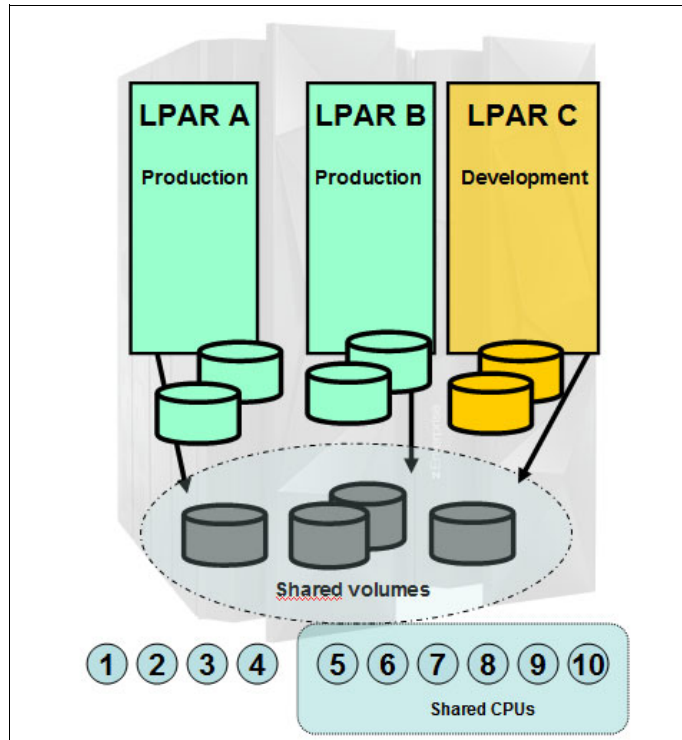 LPAR A
LPAR B
LPAR C
Production
Production
Development
Shared volumes
1 2 3 4 5 6 7 8 9 10
Shared CPUs